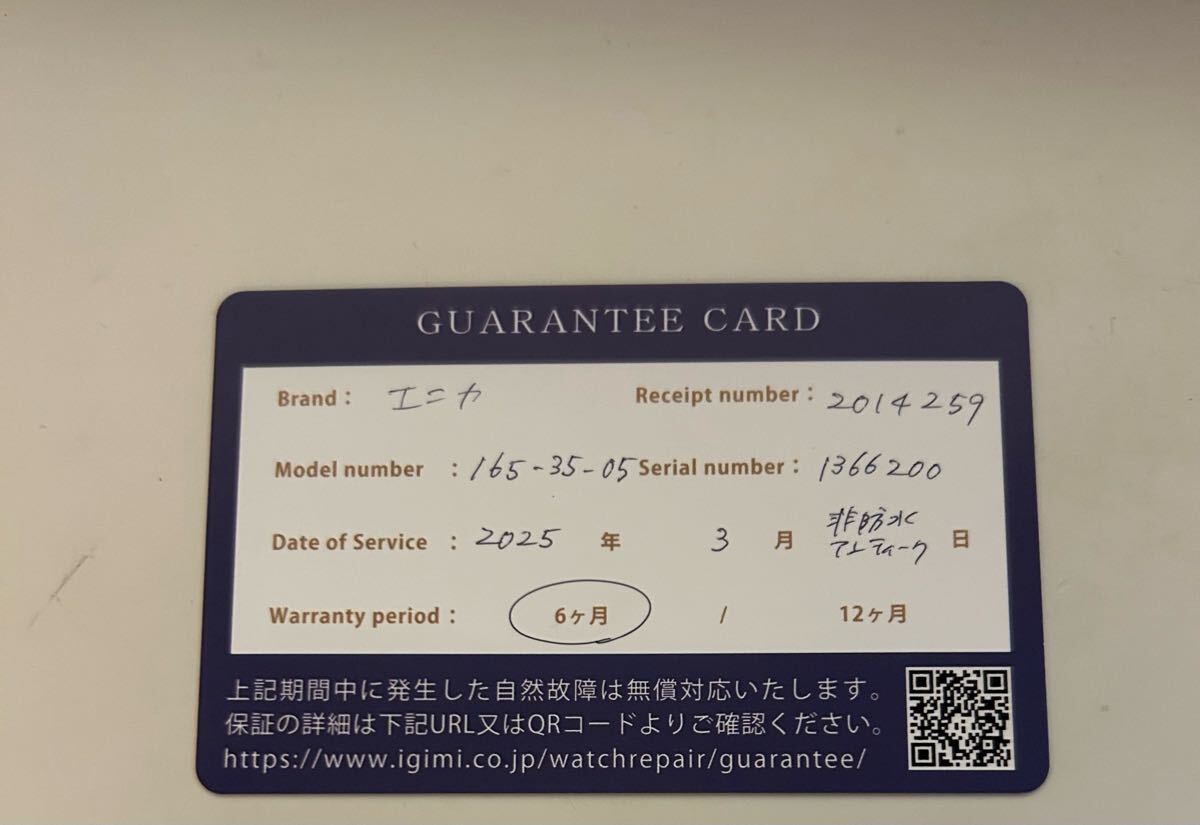 GUARANTEE CARD
Brand : エニカ Receipt number : 2014259
Model number : 165-35-05 Serial number : 1366200
Date of Service : 2025 年 3 月 非防水 アンティーク 日
Warranty period : 6ヶ月 / 12ヶ月
上記期間中に発生した自然故障は無償対応いたします。
保証の詳細は下記URL又はQRコードよりご確認ください。
https://www.igimi.co.jp/watchrepair/guarantee/